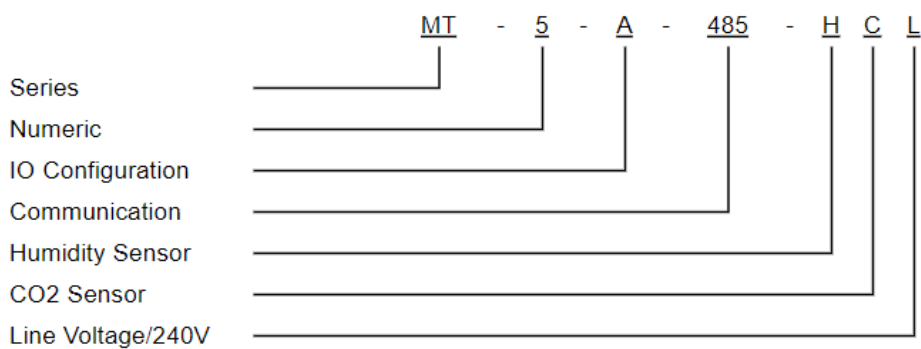 MT - 5 - A - 485 - H C L
Series
Numeric
IO Configuration
Communication
Humidity Sensor
CO2 Sensor
Line Voltage/240V